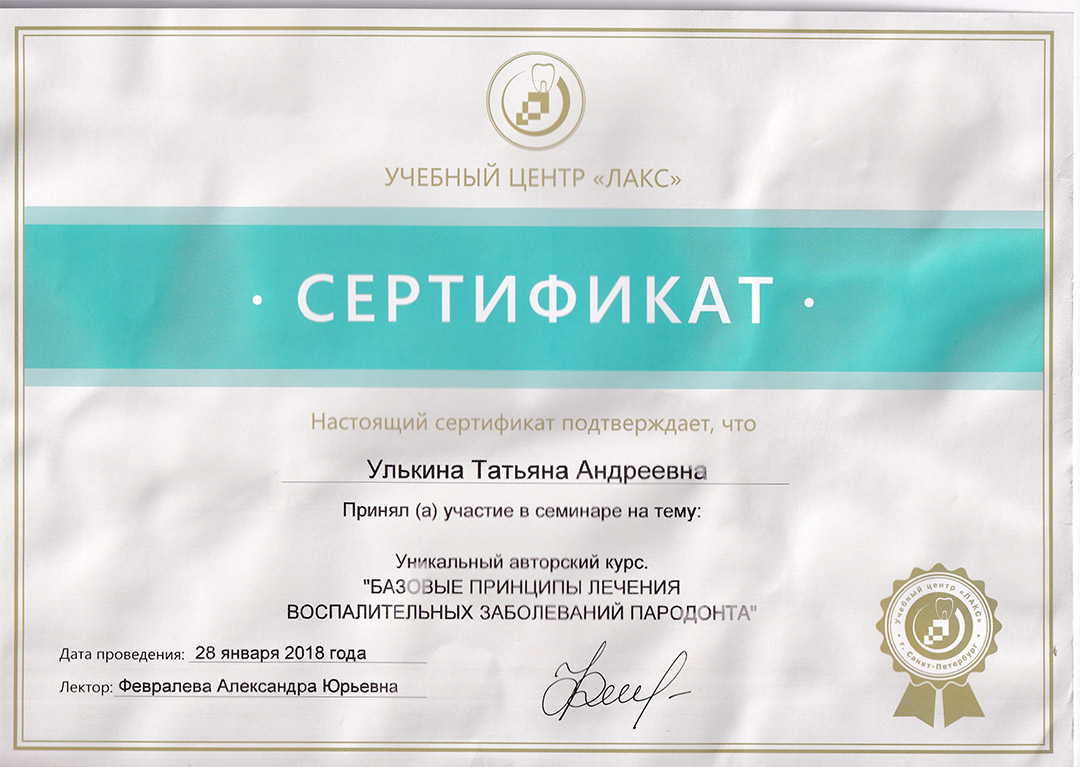 УЧЕБНЫЙ ЦЕНТР «ЛАКС»
· СЕРТИФИКАТ ·
Настоящий сертификат подтверждает, что
Улькина Татьяна Андреевна
Принял (а) участие в семинаре на тему:
Уникальный авторский курс.
"БАЗОВЫЕ ПРИНЦИПЫ ЛЕЧЕНИЯ
ВОСПАЛИТЕЛЬНЫХ ЗАБОЛЕВАНИЙ ПАРОДОНТА"
Дата проведения: 28 января 2018 года
Лектор: Февралева Александра Юрьевна
Учебный центр «ЛАКС»
· г. Санкт-Петербург ·